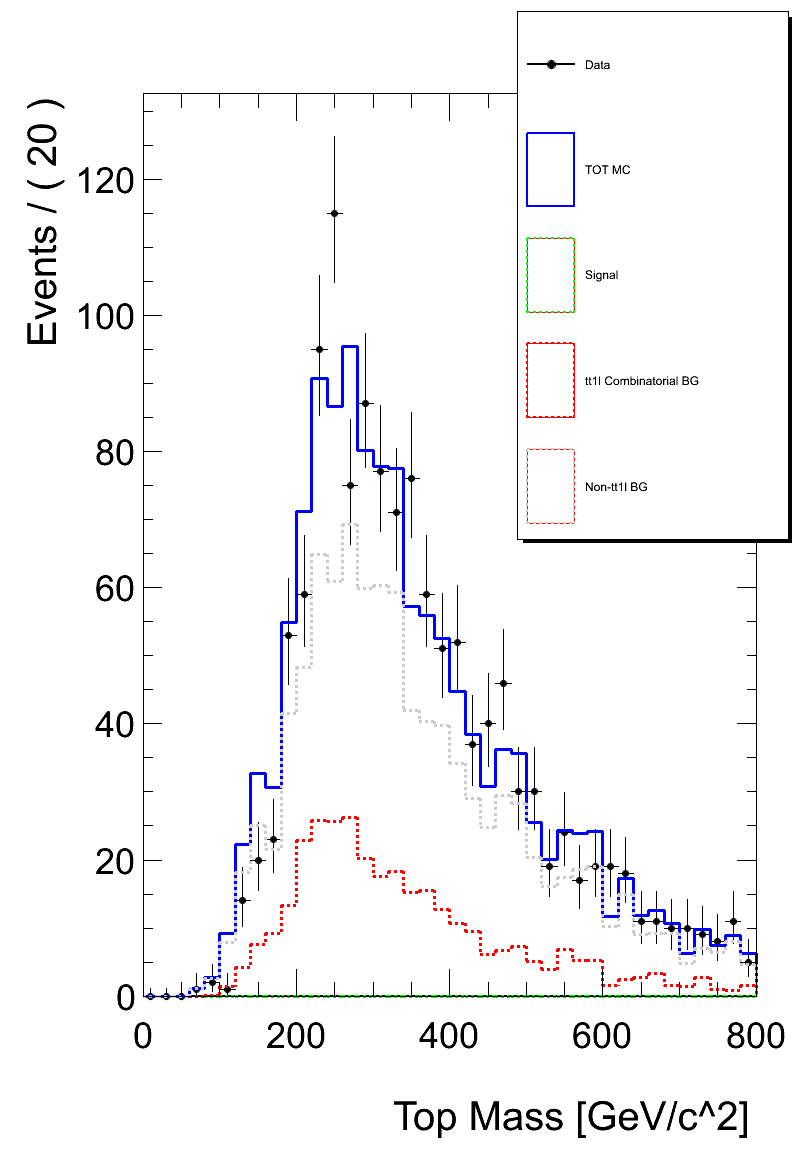 Data
TOT MC
Signal
tt1l Combinatorial BG
Non-tt1l BG
Events / ( 20 )
120
100
80
60
40
20
0
0 200 400 600 800
Top Mass [GeV/c^2]